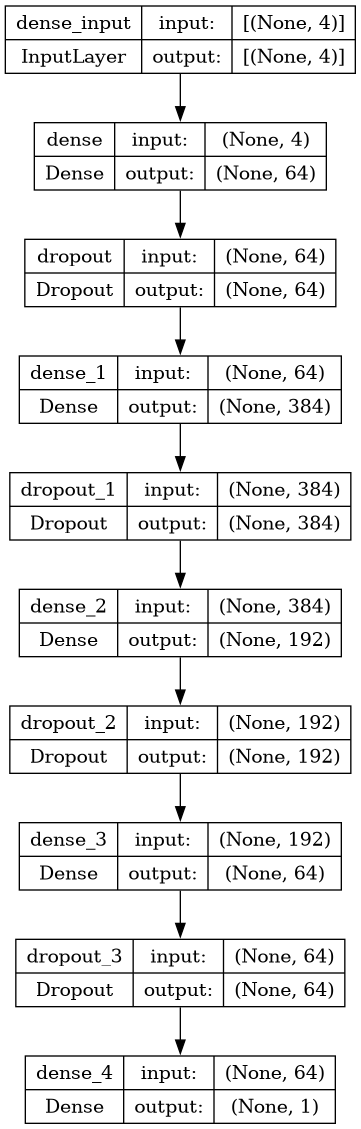 dense_input input: [(None, 4)]
InputLayer output: [(None, 4)]
dense input: (None, 4)
Dense output: (None, 64)
dropout input: (None, 64)
Dropout output: (None, 64)
dense_1 input: (None, 64)
Dense output: (None, 384)
dropout_1 input: (None, 384)
Dropout output: (None, 384)
dense_2 input: (None, 384)
Dense output: (None, 192)
dropout_2 input: (None, 192)
Dropout output: (None, 192)
dense_3 input: (None, 192)
Dense output: (None, 64)
dropout_3 input: (None, 64)
Dropout output: (None, 64)
dense_4 input: (None, 64)
Dense output: (None, 1)